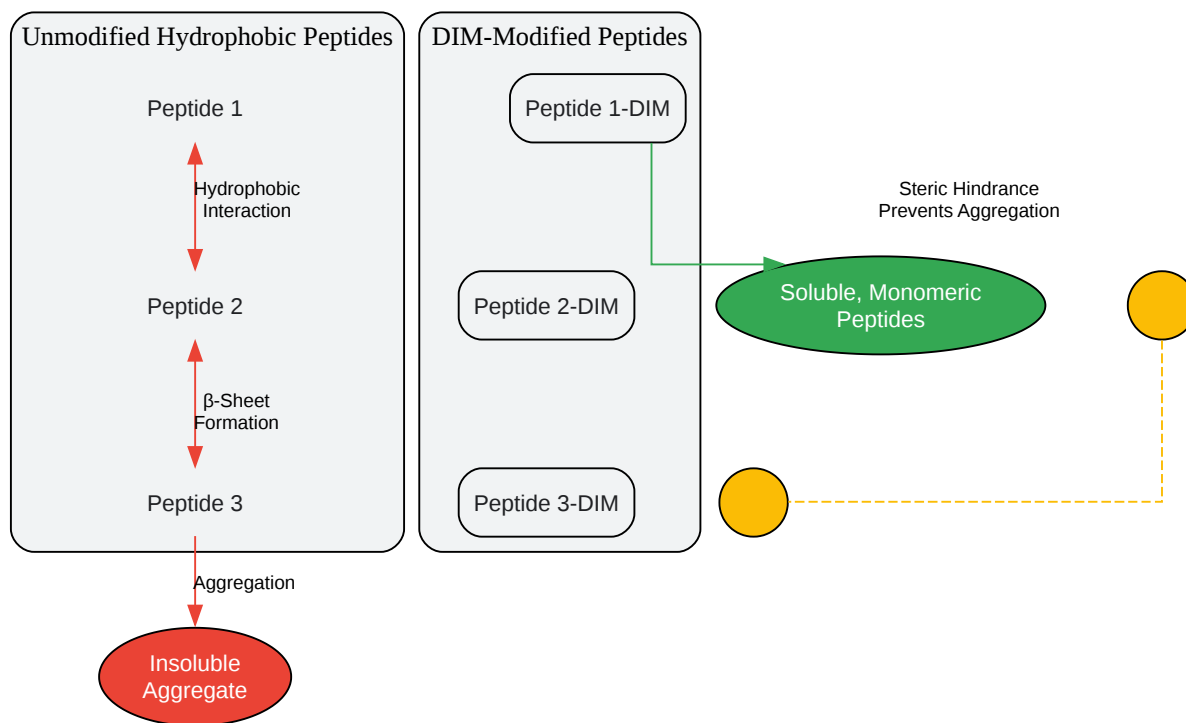 Unmodified Hydrophobic Peptides
Peptide 1
Hydrophobic
Interaction
Peptide 2
β-Sheet
Formation
Peptide 3
Aggregation
Insoluble
Aggregate
DIM-Modified Peptides
Peptide 1-DIM
Peptide 2-DIM
Peptide 3-DIM
Steric Hindrance
Prevents Aggregation
Soluble, Monomeric
Peptides